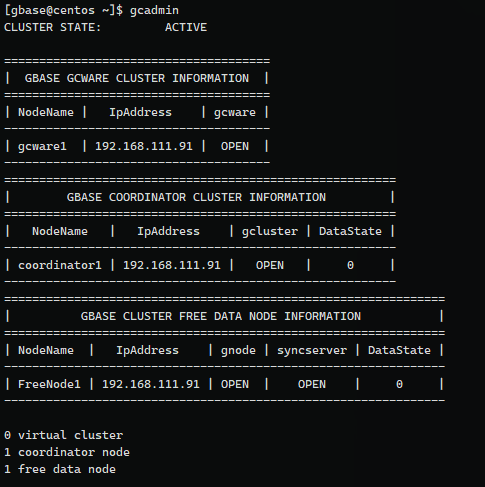 [gbase@centos ~]$ gcadmin
CLUSTER STATE:         ACTIVE
======================================
|  GBASE GCWARE CLUSTER INFORMATION  |
======================================
| NodeName |   IpAddress    | gcware |
--------------------------------------
| gcware1  | 192.168.111.91 |  OPEN  |
--------------------------------------
========================================================
|        GBASE COORDINATOR CLUSTER INFORMATION         |
========================================================
|   NodeName   |   IpAddress    | gcluster | DataState |
--------------------------------------------------------
| coordinator1 | 192.168.111.91 |   OPEN   |     0     |
--------------------------------------------------------
===============================================================
|          GBASE CLUSTER FREE DATA NODE INFORMATION           |
===============================================================
| NodeName  |   IpAddress    | gnode | syncserver | DataState |
---------------------------------------------------------------
| FreeNode1 | 192.168.111.91 | OPEN  |    OPEN    |     0     |
---------------------------------------------------------------
0 virtual cluster
1 coordinator node
1 free data node